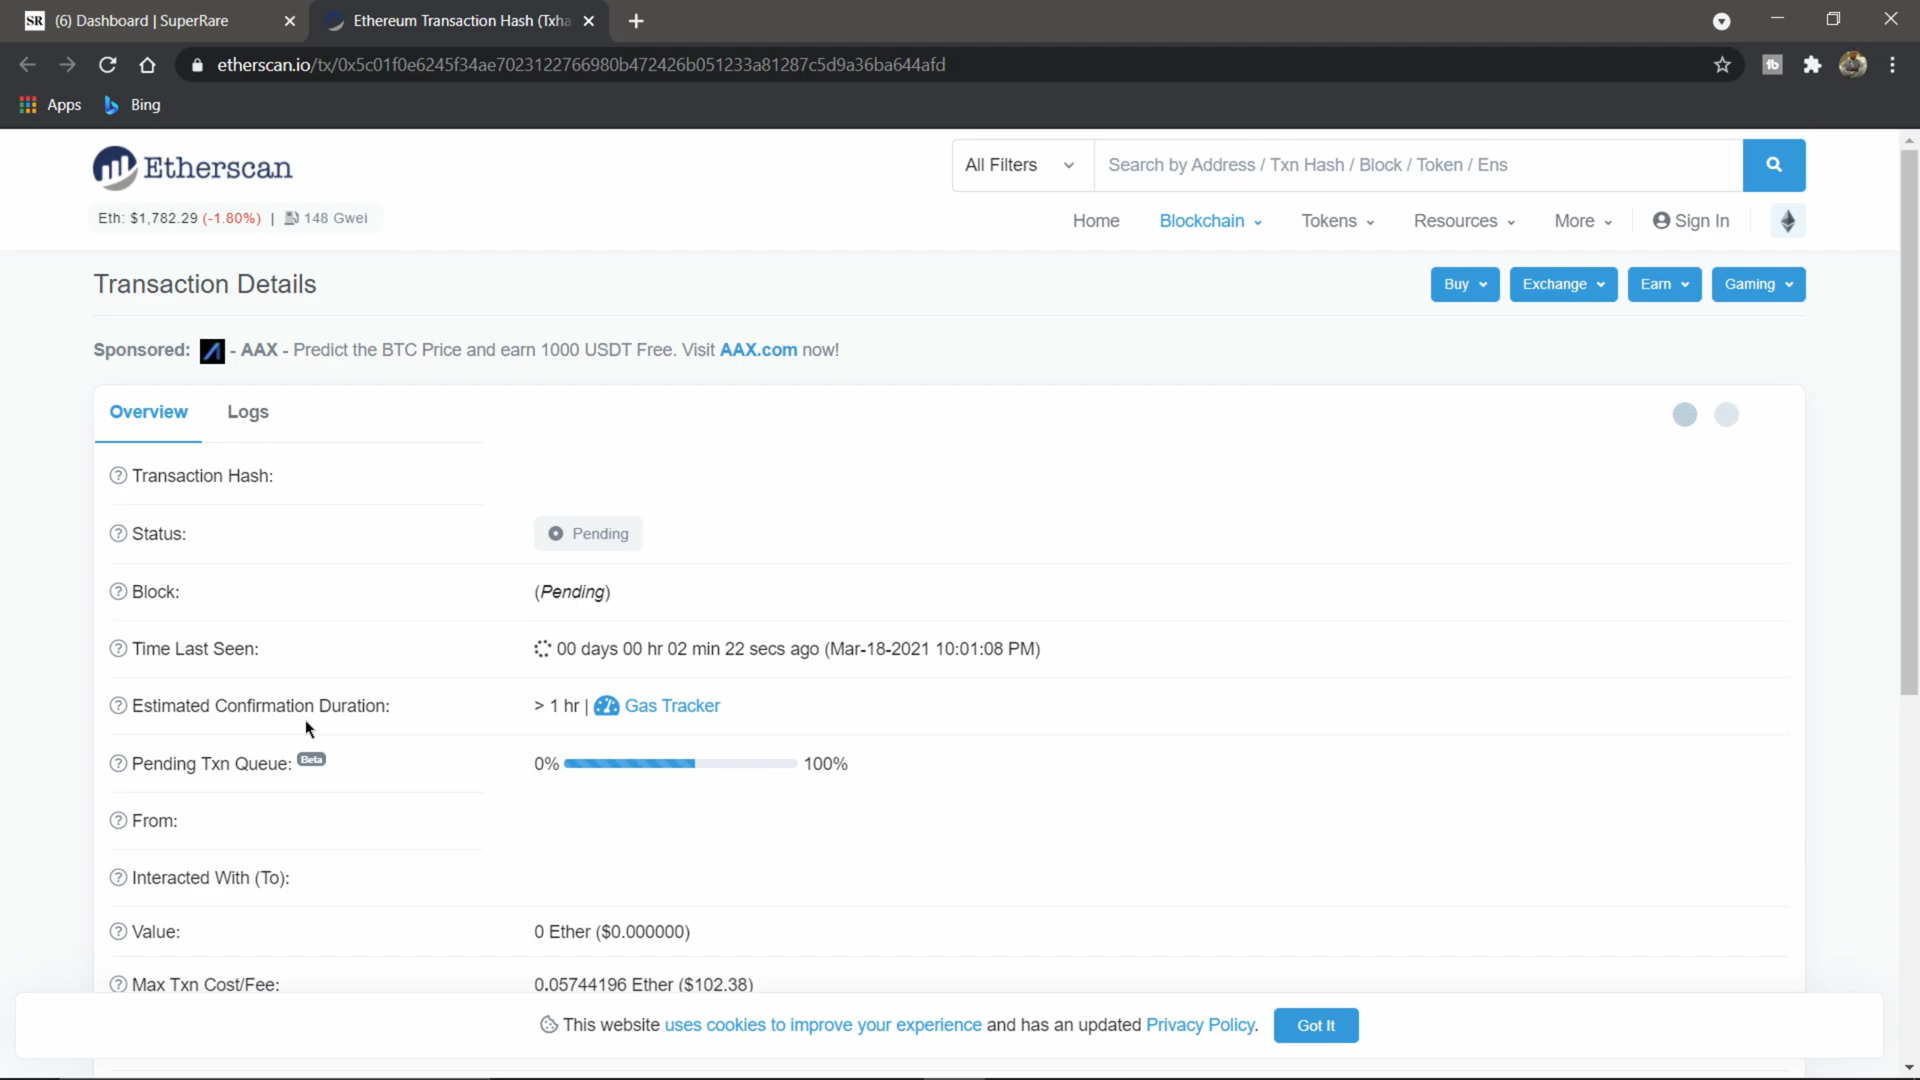 SR (6) Dashboard | SuperRare
Ethereum Transaction Hash (Txha
etherscan.io/tx/0x5c01f0e6245f34ae7023122766980b472426b051233a81287c5d9a36ba644afd
tb
Apps
Bing
Etherscan
All Filters
Search by Address / Txn Hash / Block / Token / Ens
Eth: $1,782.29 (-1.80%) | 148 Gwei
Home
Blockchain
Tokens
Resources
More
Sign In
Transaction Details
Buy
Exchange
Earn
Gaming
Sponsored: - AAX - Predict the BTC Price and earn 1000 USDT Free. Visit AAX.com now!
Overview
Logs
Transaction Hash:
Status:
Pending
Block:
(Pending)
Time Last Seen:
00 days 00 hr 02 min 22 secs ago (Mar-18-2021 10:01:08 PM)
Estimated Confirmation Duration:
> 1 hr | Gas Tracker
Pending Txn Queue: Beta
0% 100%
From:
Interacted With (To):
Value:
0 Ether ($0.000000)
Max Txn Cost/Fee:
0.05744196 Ether ($102.38)
This website uses cookies to improve your experience and has an updated Privacy Policy.
Got It